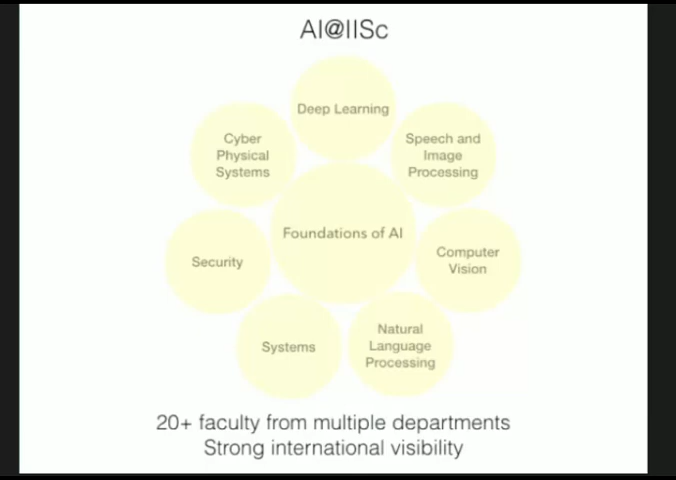 AI@IISc
Deep Learning
Cyber
Physical
Systems
Speech and
Image
Processing
Foundations of AI
Security
Computer
Vision
Systems
Natural
Language
Processing
20+ faculty from multiple departments
Strong international visibility